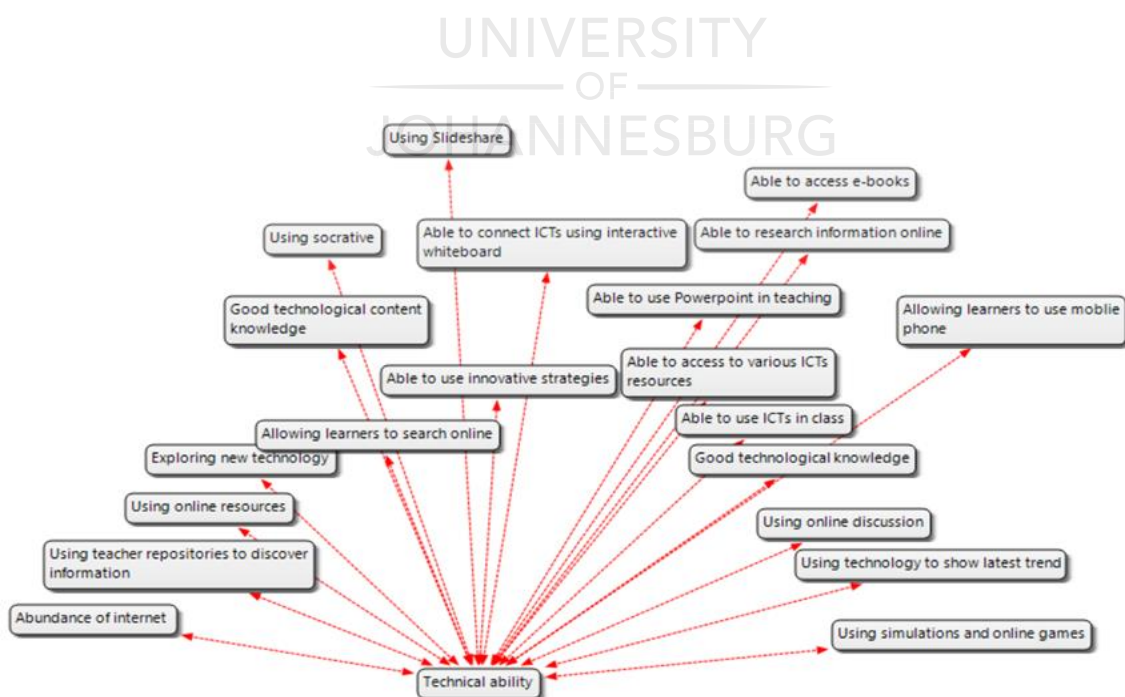 UNIVERSITY
OF
JOHANNESBURG
Using Slideshare
Able to access e-books
Using socrative
Able to connect ICTs using interactive
whiteboard
Able to research information online
Good technological content
knowledge
Able to use Powerpoint in teaching
Allowing learners to use moblie
phone
Able to use innovative strategies
Able to access to various ICTs
resources
Allowing learners to search online
Able to use ICTs in class
Exploring new technology
Good technological knowledge
Using online resources
Using online discussion
Using teacher repositories to discover
information
Using technology to show latest trend
Abundance of internet
Using simulations and online games
Technical ability